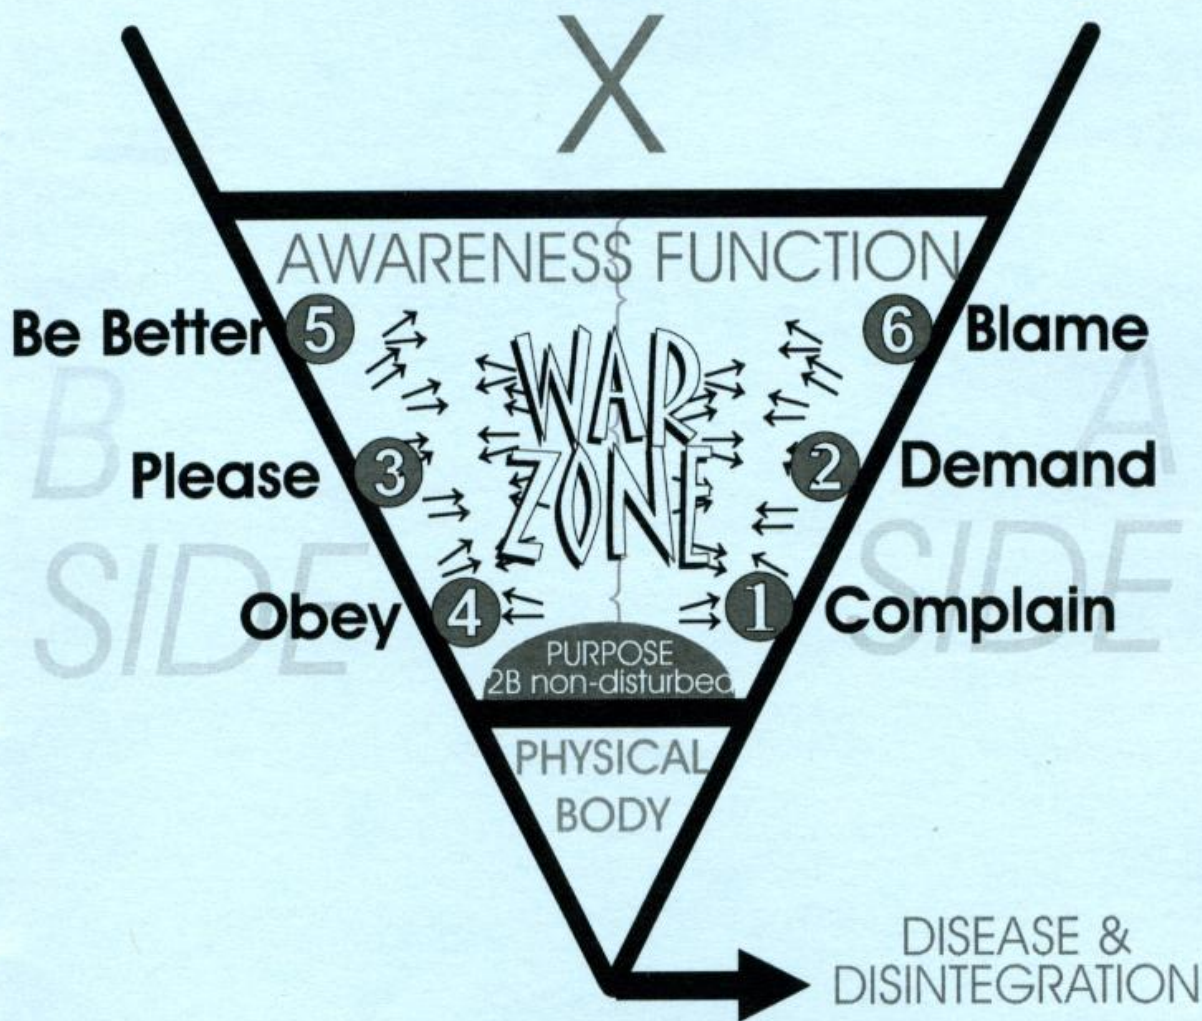 X
AWARENESS FUNCTION
Be Better 5
6 Blame
B
SIDE
A
SIDE
WAR
ZONE
Please 3
2 Demand
Obey 4
1 Complain
PURPOSE
2B non-disturbed
PHYSICAL
BODY
DISEASE &
DISINTEGRATION